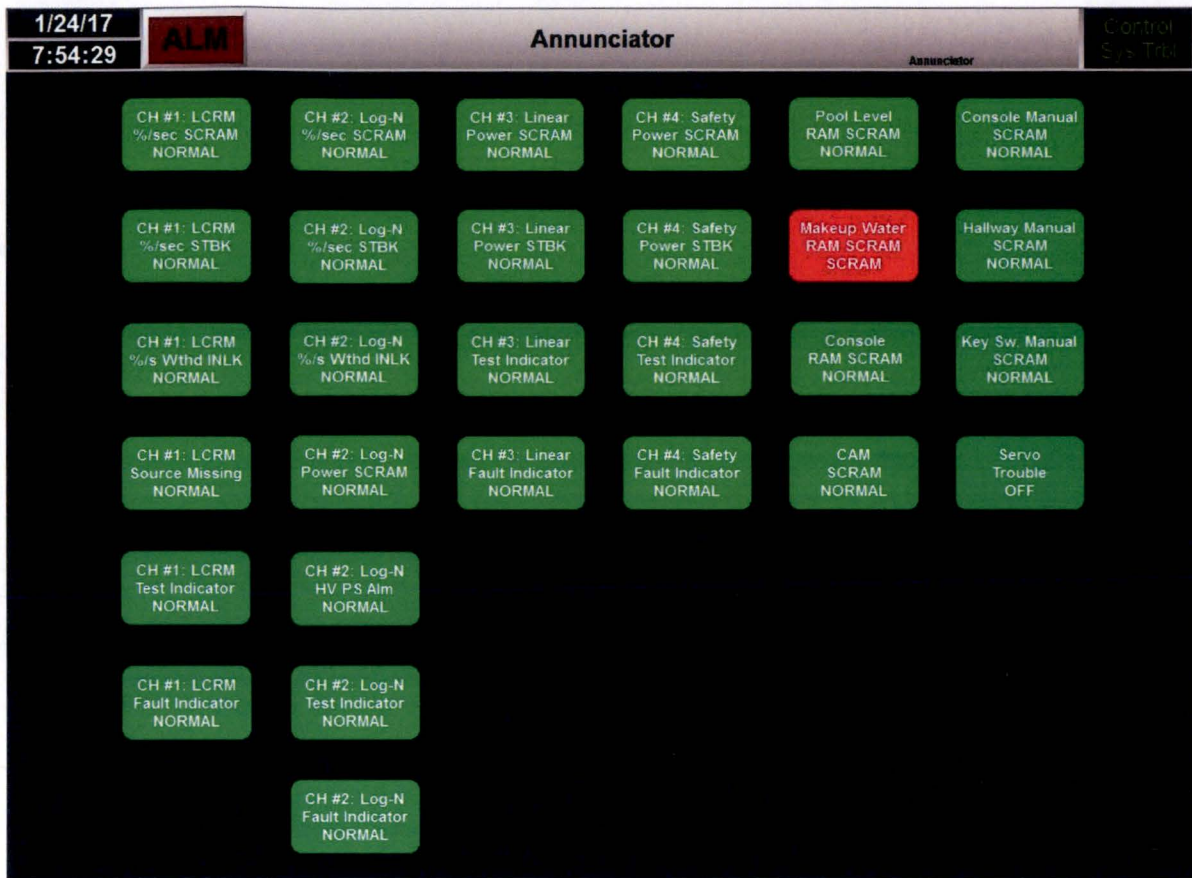 1/24/17
7:54:29
ALM
Annunciator
Annunciator
Control
Sys Trbl
CH #1: LCRM
%/sec SCRAM
NORMAL
CH #2: Log-N
%/sec SCRAM
NORMAL
CH #3: Linear
Power SCRAM
NORMAL
CH #4: Safety
Power SCRAM
NORMAL
Pool Level
RAM SCRAM
NORMAL
Console Manual
SCRAM
NORMAL
CH #1: LCRM
%/sec STBK
NORMAL
CH #2: Log-N
%/sec STBK
NORMAL
CH #3: Linear
Power STBK
NORMAL
CH #4: Safety
Power STBK
NORMAL
Makeup Water
RAM SCRAM
SCRAM
Hallway Manual
SCRAM
NORMAL
CH #1: LCRM
%/s Wthd INLK
NORMAL
CH #2: Log-N
%/s Wthd INLK
NORMAL
CH #3: Linear
Test Indicator
NORMAL
CH #4: Safety
Test Indicator
NORMAL
Console
RAM SCRAM
NORMAL
Key Sw. Manual
SCRAM
NORMAL
CH #1: LCRM
Source Missing
NORMAL
CH #2: Log-N
Power SCRAM
NORMAL
CH #3: Linear
Fault Indicator
NORMAL
CH #4: Safety
Fault Indicator
NORMAL
CAM
SCRAM
NORMAL
Servo
Trouble
OFF
CH #1: LCRM
Test Indicator
NORMAL
CH #2: Log-N
HV PS Alm
NORMAL
CH #1: LCRM
Fault Indicator
NORMAL
CH #2: Log-N
Test Indicator
NORMAL
CH #2: Log-N
Fault Indicator
NORMAL